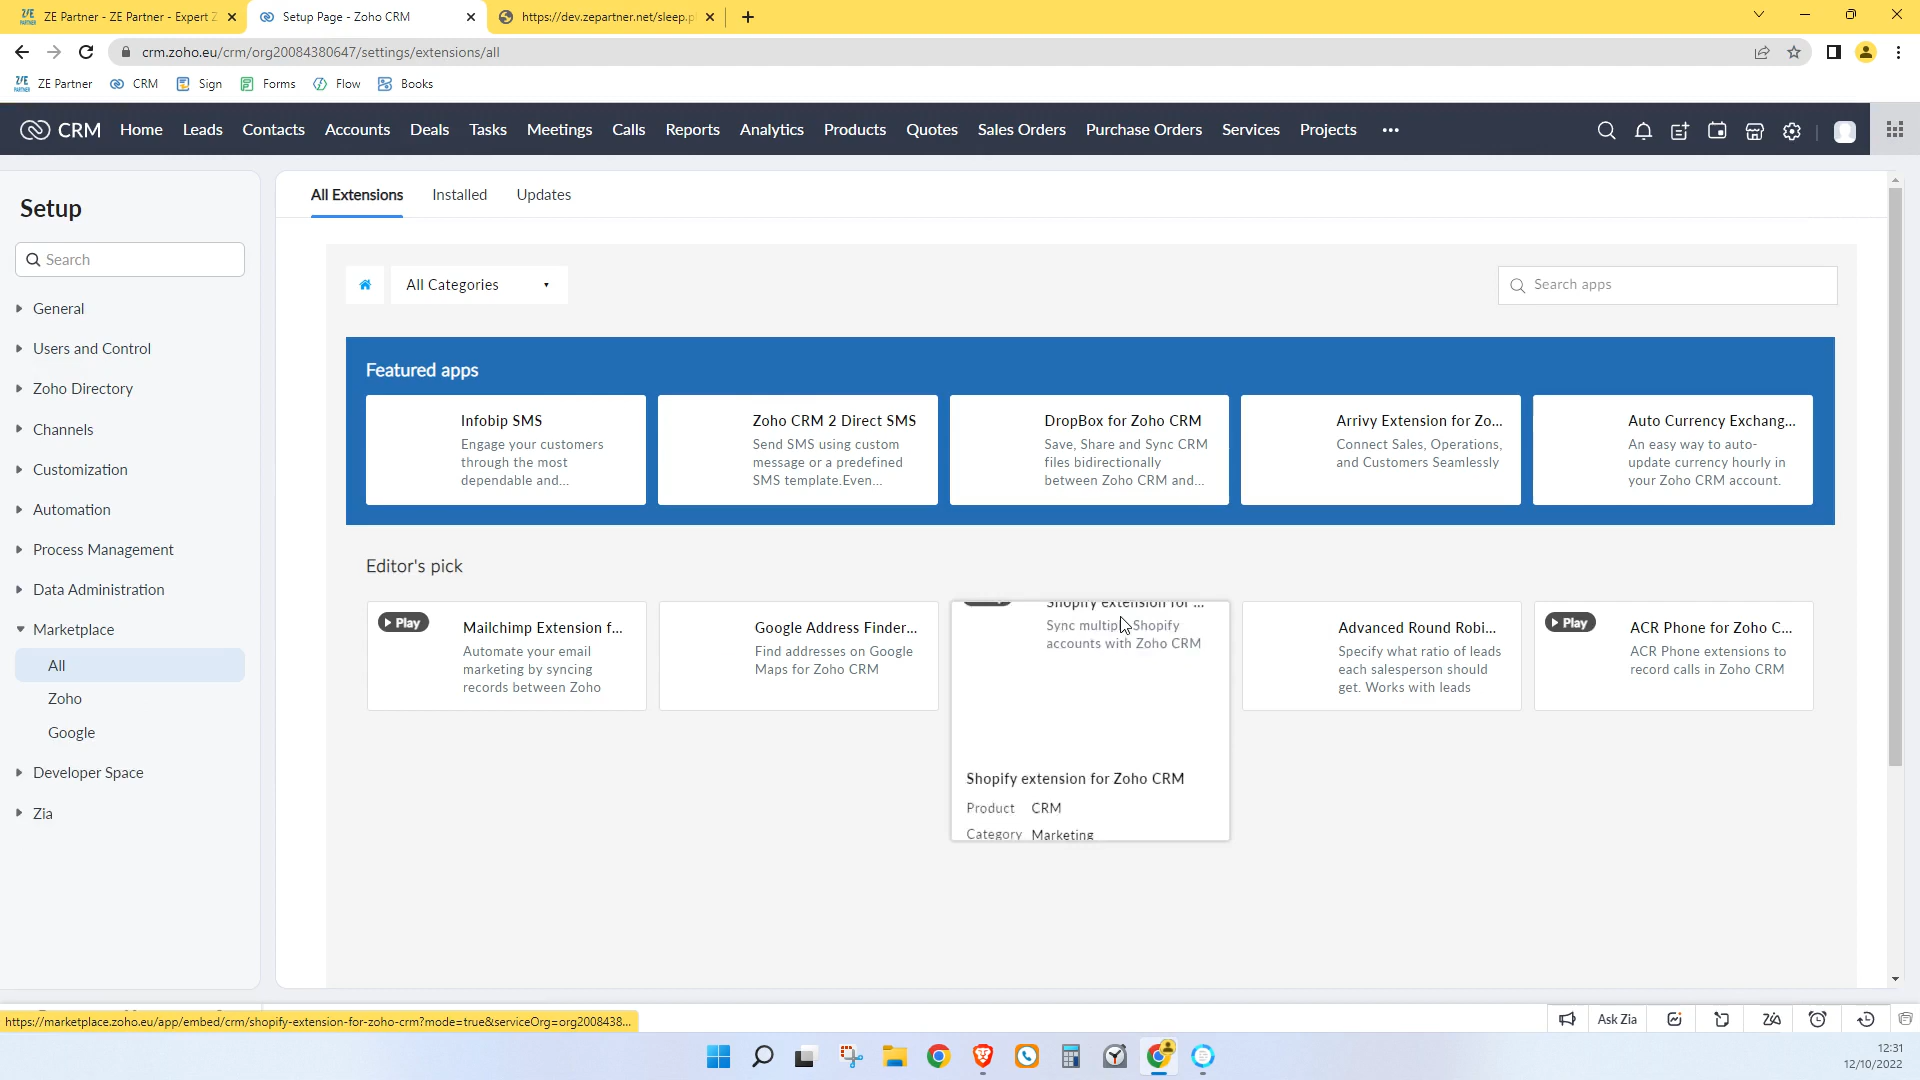 ZE Partner - ZE Partner - Expert Z
Setup Page - Zoho CRM
https://dev.zepartner.net/sleep.p
crm.zoho.eu/crm/org20084380647/settings/extensions/all
ZE Partner
CRM
Sign
Forms
Flow
Books
CRM
Home
Leads
Contacts
Accounts
Deals
Tasks
Meetings
Calls
Reports
Analytics
Products
Quotes
Sales Orders
Purchase Orders
Services
Projects
Setup
Search
General
Users and Control
Zoho Directory
Channels
Customization
Automation
Process Management
Data Administration
Marketplace
All
Zoho
Google
Developer Space
Zia
All Extensions
Installed
Updates
All Categories
Search apps
Featured apps
Infobip SMS
Engage your customers
through the most
dependable and...
Zoho CRM 2 Direct SMS
Send SMS using custom
message or a predefined
SMS template.Even...
DropBox for Zoho CRM
Save, Share and Sync CRM
files bidirectionally
between Zoho CRM and...
Arrivy Extension for Zo...
Connect Sales, Operations,
and Customers Seamlessly
Auto Currency Exchang...
An easy way to auto-
update currency hourly in
your Zoho CRM account.
Editor's pick
Play
Mailchimp Extension f...
Automate your email
marketing by syncing
records between Zoho
Google Address Finder...
Find addresses on Google
Maps for Zoho CRM
Shopify extension for ...
Sync multiple Shopify
accounts with Zoho CRM
Shopify extension for Zoho CRM
Product CRM
Category Marketing
Advanced Round Robi...
Specify what ratio of leads
each salesperson should
get. Works with leads
Play
ACR Phone for Zoho C...
ACR Phone extensions to
record calls in Zoho CRM
https://marketplace.zoho.eu/app/embed/crm/shopify-extension-for-zoho-crm?mode=true&serviceOrg=org2008438...
Ask Zia
12:31
12/10/2022